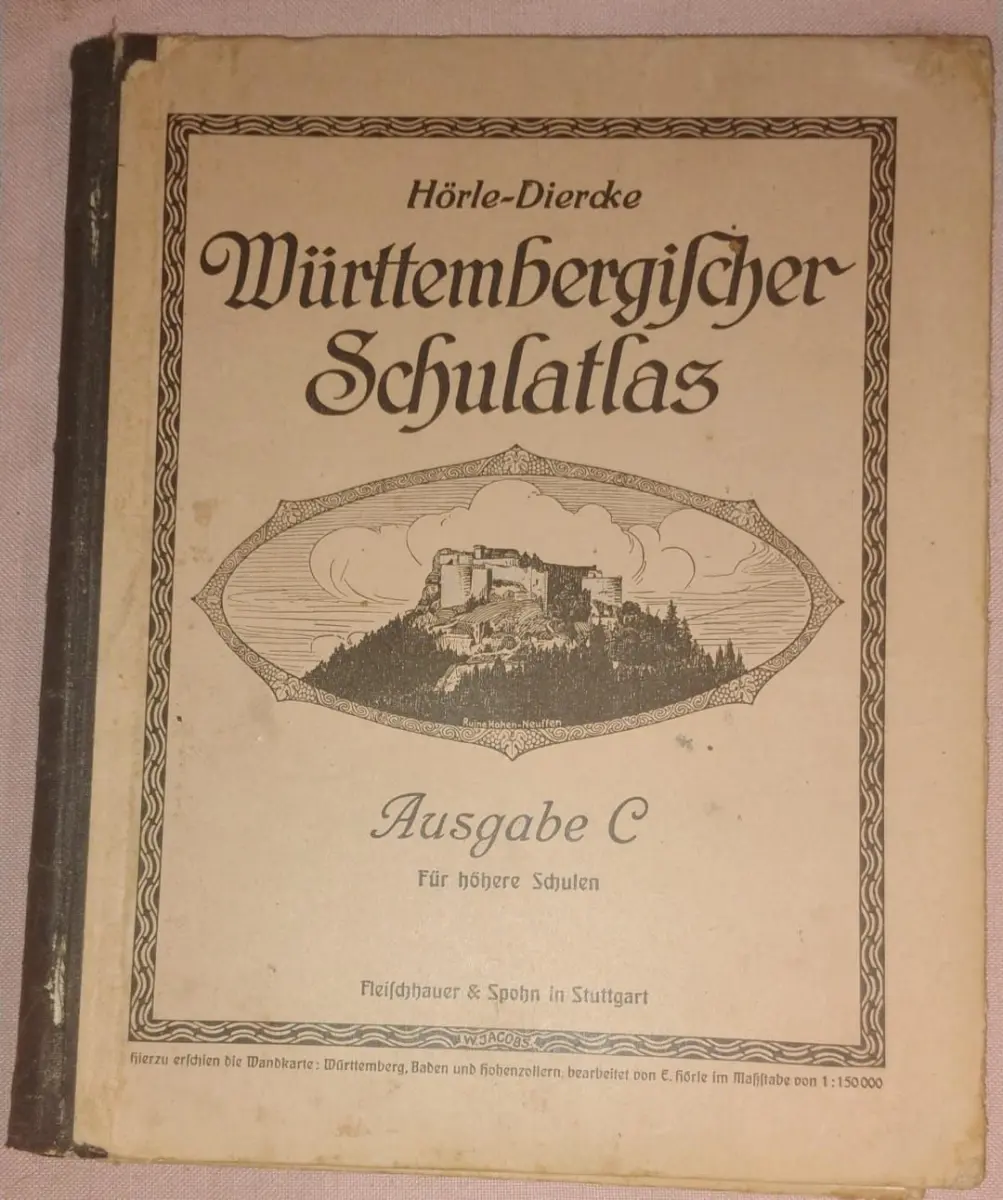 Hörle-Diercke
Württembergiſcher
Schulatlas
Ruine Hohen-Neuffen
Ausgabe C
Für höhere Schulen
Fleiſchhauer & Spohn in Stuttgart
W. JACOBS.
Hierzu erſchien die Wandkarte: Württemberg, Baden und Hohenzollern, bearbeitet von E. Hörle im Maßſtabe von 1:150000